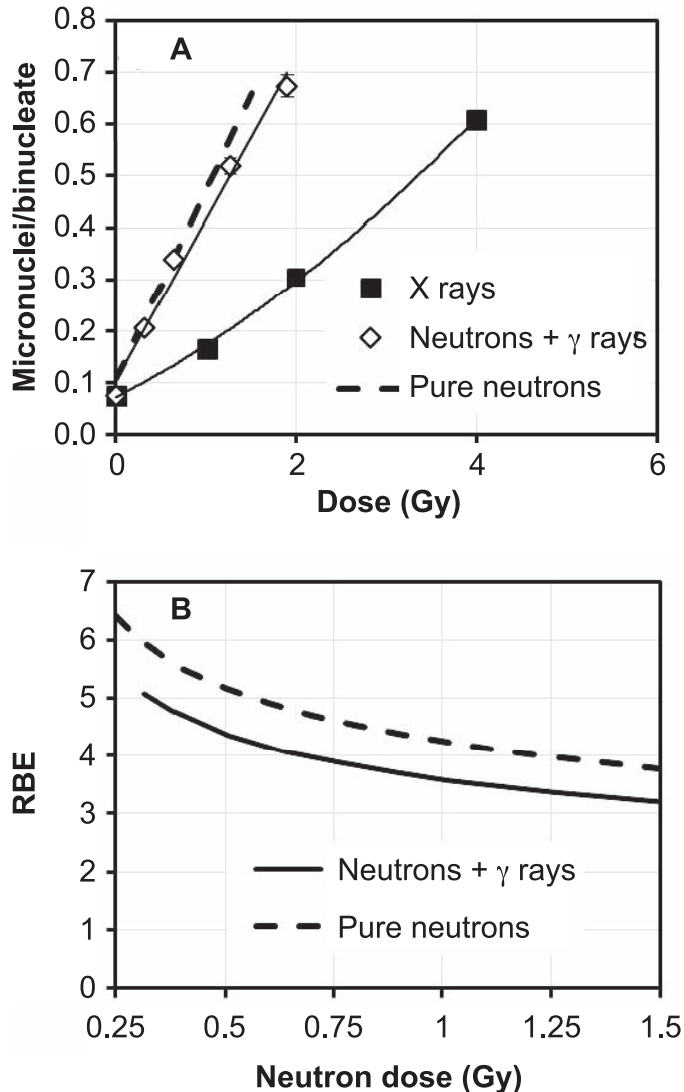 A
Micronuclei/binucleate
0.8
0.7
0.6
0.5
0.4
0.3
0.2
0.1
0.0
X rays
Neutrons + γ rays
Pure neutrons
0 2 4 6
Dose (Gy)
B
RBE
7
6
5
4
3
2
1
0
Neutrons + γ rays
Pure neutrons
0.25 0.5 0.75 1 1.25 1.5
Neutron dose (Gy)